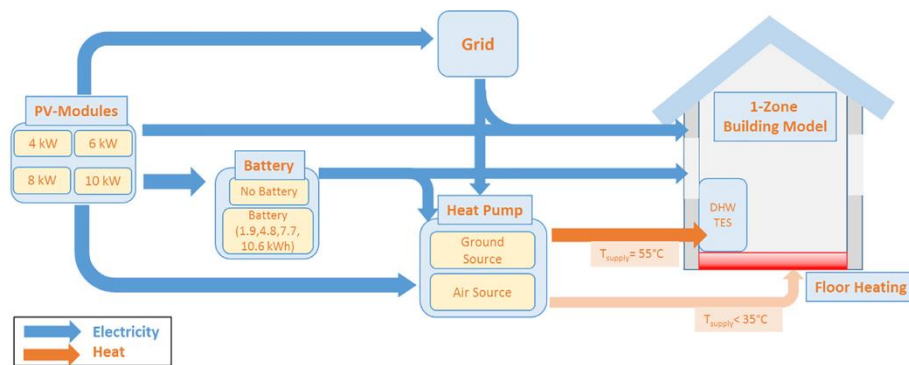 Grid
PV-Modules
4 kW
6 kW
8 kW
10 kW
Battery
No Battery
Battery
(1.9,4.8,7.7,
10.6 kWh)
Heat Pump
Ground
Source
Air Source
1-Zone
Building Model
DHW
TES
Tsupply= 55°C
Floor Heating
Tsupply< 35°C
Electricity
Heat